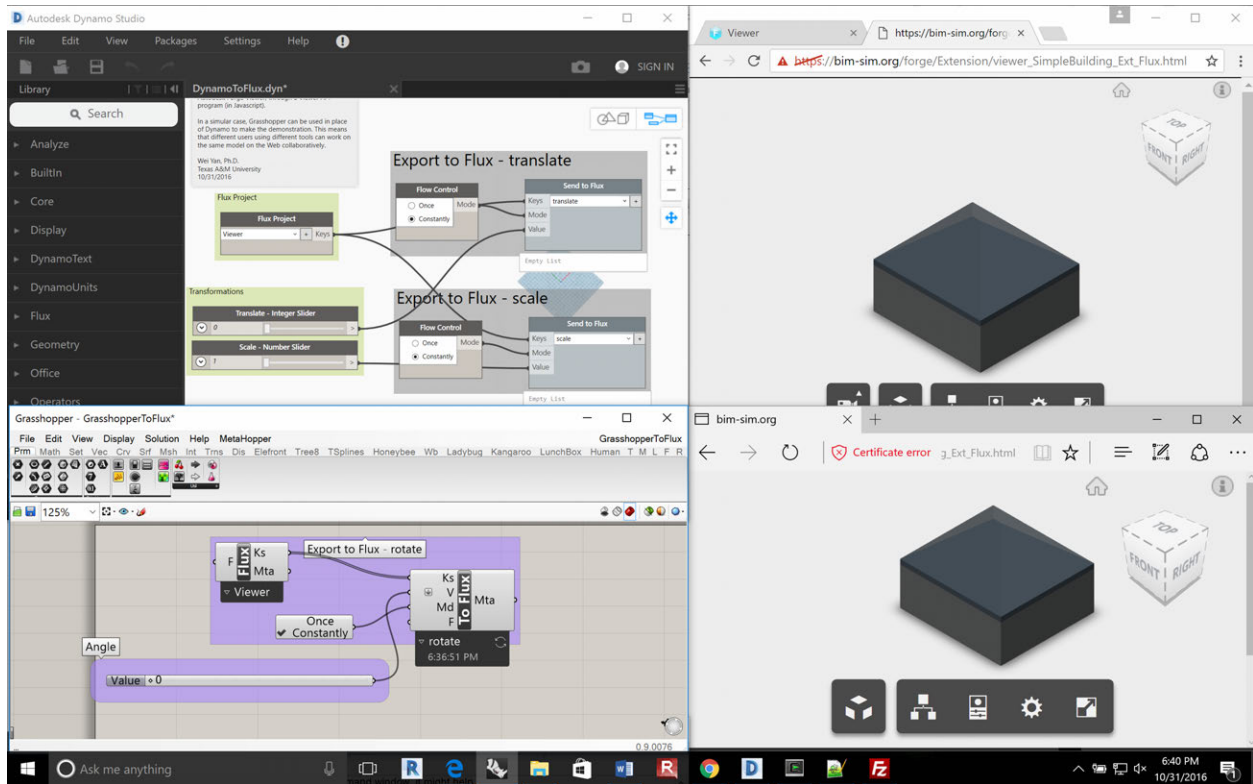 Autodesk Dynamo Studio
File Edit View Packages Settings Help
SIGN IN
Library
DynamoToFlux.dyn*
Search
Analyze
BuiltIn
Core
Display
DynamoText
DynamoUnits
Flux
Geometry
Office
Operators
program (in Javascript).
In a simular case, Grasshopper can be used in place
of Dynamo to make the demonstration. This means
that different users using different tools can work on
the same model on the Web collaboratively.
Wei Yan, Ph.D.
Texas A&M University
10/31/2016
Flux Project
Flux Project
Viewer + Keys
Transformations
Translate - Integer Slider
0 >
Scale - Number Slider
1 >
Export to Flux - translate
Flow Control
Once Mode
Constantly
Send to Flux
Keys translate +
Mode
Value
Empty List
Export to Flux - scale
Flow Control
Once Mode
Constantly
Send to Flux
Keys scale +
Mode
Value
Empty List
Viewer
https://bim-sim.org/forg
https://bim-sim.org/forge/Extension/viewer_SimpleBuilding_Ext_Flux.html
TOP
FRONT RIGHT
Grasshopper - GrasshopperToFlux*
File Edit View Display Solution Help MetaHopper GrasshopperToFlux
Prm Math Set Vec Crv Srf Msh Int Trns Dis Elefront Tree8 TSplines Honeybee Wb Ladybug Kangaroo LunchBox Human T M L F R
125%
Export to Flux - rotate
F Flux Ks
Mta
Viewer
Once
Constantly
Ks
V
Md
F
To Flux
Mta
rotate
6:36:51 PM
Angle
Value 0
0.9.0076
bim-sim.org
Certificate error g_Ext_Flux.html
TOP
FRONT RIGHT
Ask me anything
6:40 PM
10/31/2016